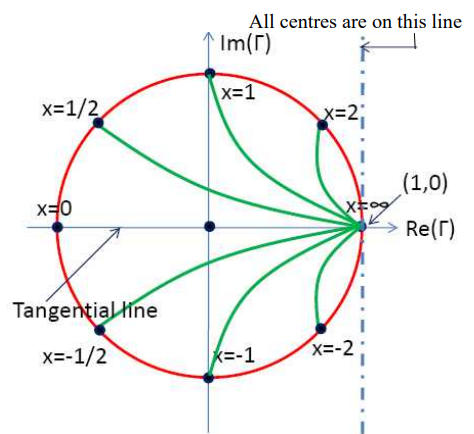 All centres are on this line
Im(Γ)
x=1
x=1/2
x=2
(1,0)
x=∞
x=0
Re(Γ)
Tangential line
x=-1/2
x=-1
x=-2